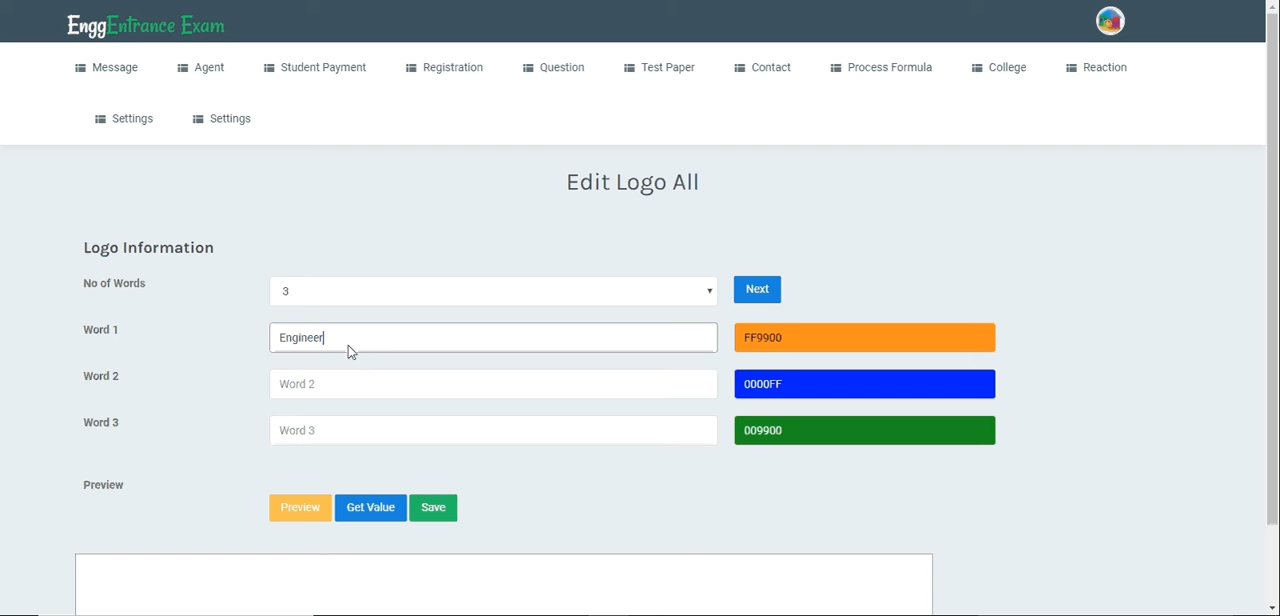 EnggEntrance Exam
Message Agent Student Payment Registration Question Test Paper Contact Process Formula College Reaction
Settings Settings
Edit Logo All
Logo Information
No of Words 3 Next
Word 1 Engineer FF9900
Word 2 Word 2 0000FF
Word 3 Word 3 009900
Preview
Preview Get Value Save